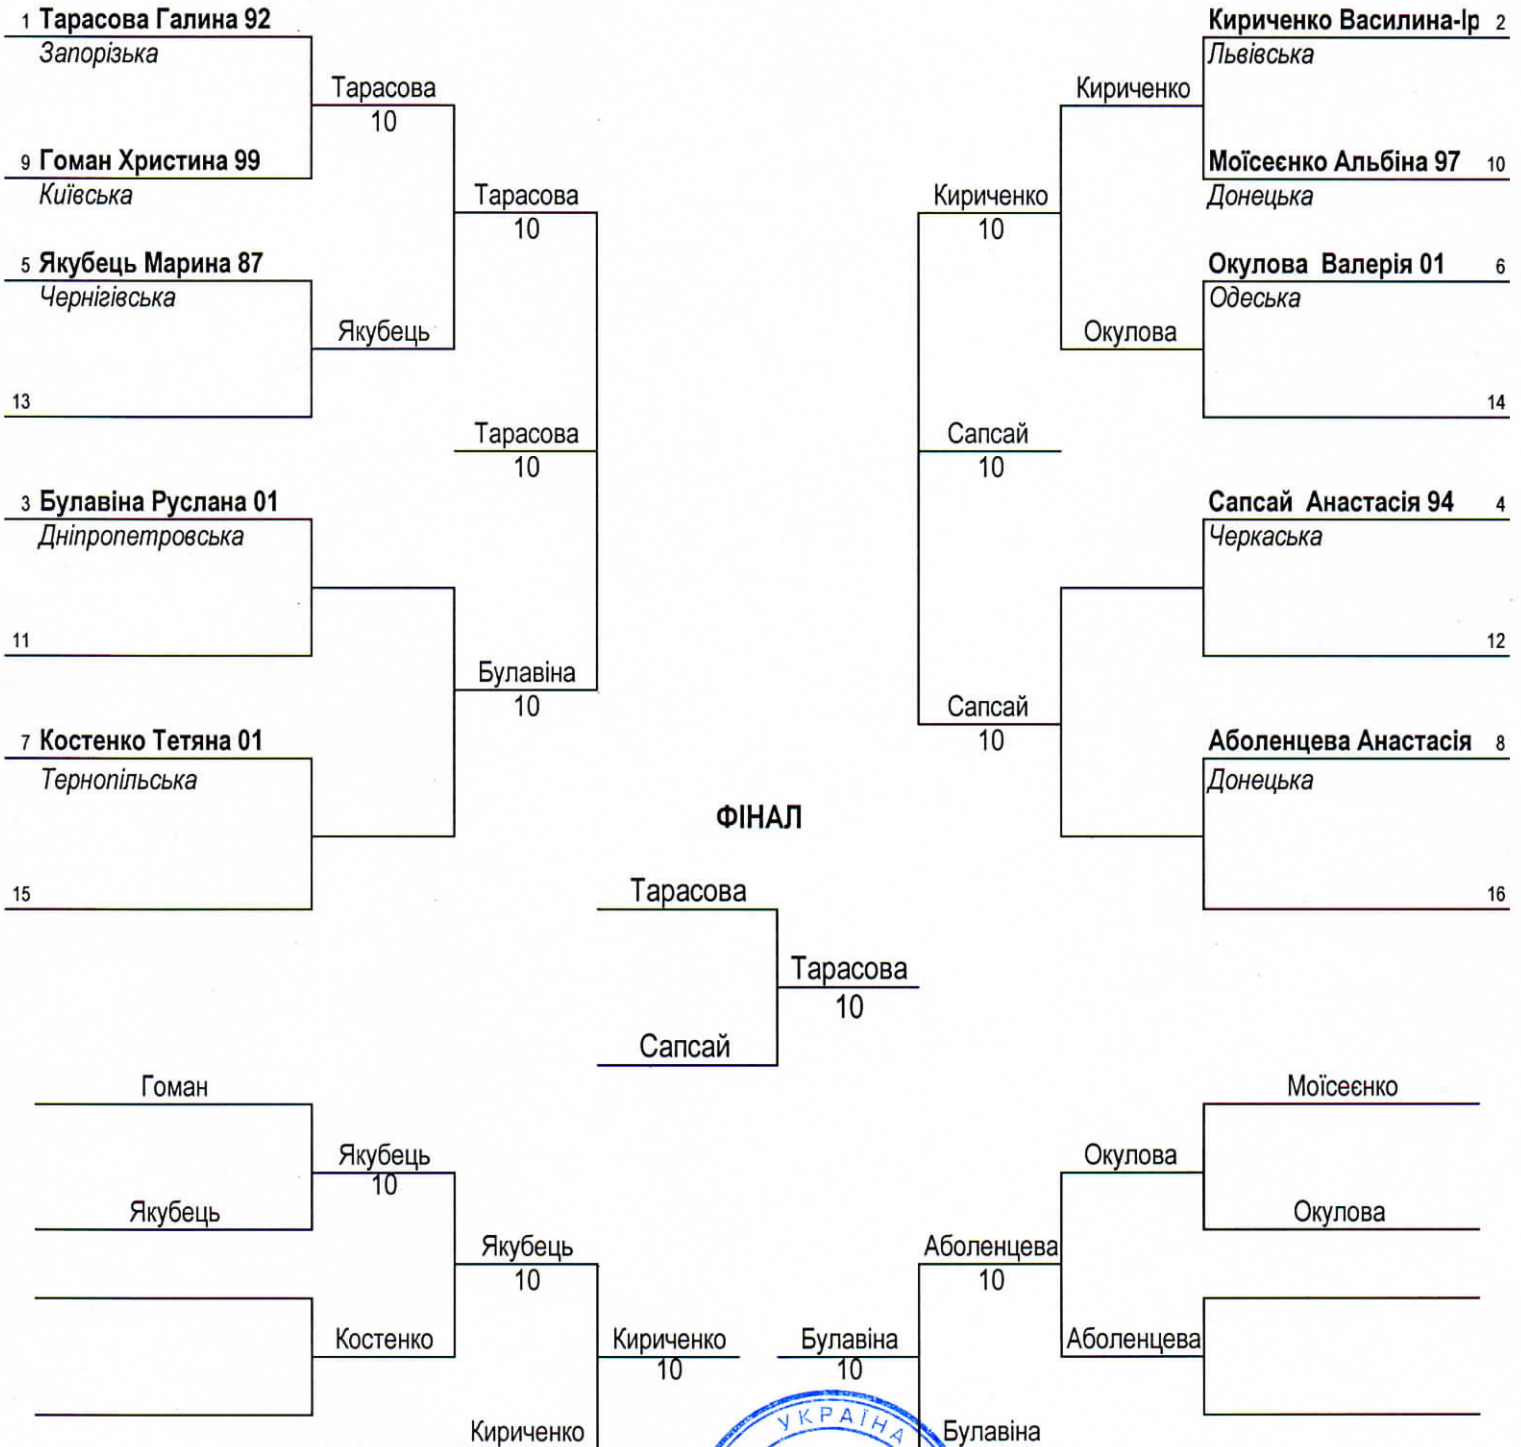 1 Тарасова Галина 92
Запорізька
Тарасова
10
9 Гоман Христина 99
Київська
Тарасова
10
5 Якубець Марина 87
Чернігівська
Якубець
13
Тарасова
10
3 Булавіна Руслана 01
Дніпропетровська
11
Булавіна
10
7 Костенко Тетяна 01
Тернопільська
15
Кириченко Василина-Ір 2
Львівська
Кириченко
Моїсеєнко Альбіна 97 10
Донецька
Кириченко
10
Окулова Валерія 01 6
Одеська
Окулова
14
Сапсай
10
Сапсай Анастасія 94 4
Черкаська
12
Сапсай
10
Аболенцева Анастасія 8
Донецька
16
ФІНАЛ
Тарасова
Тарасова
10
Сапсай
Гоман
Якубець
10
Якубець
Якубець
10
Костенко
Кириченко
10
Кириченко
Моїсеєнко
Окулова
Окулова
Аболенцева
10
Аболенцева
Булавіна
10
Булавіна
УКРАЇНА